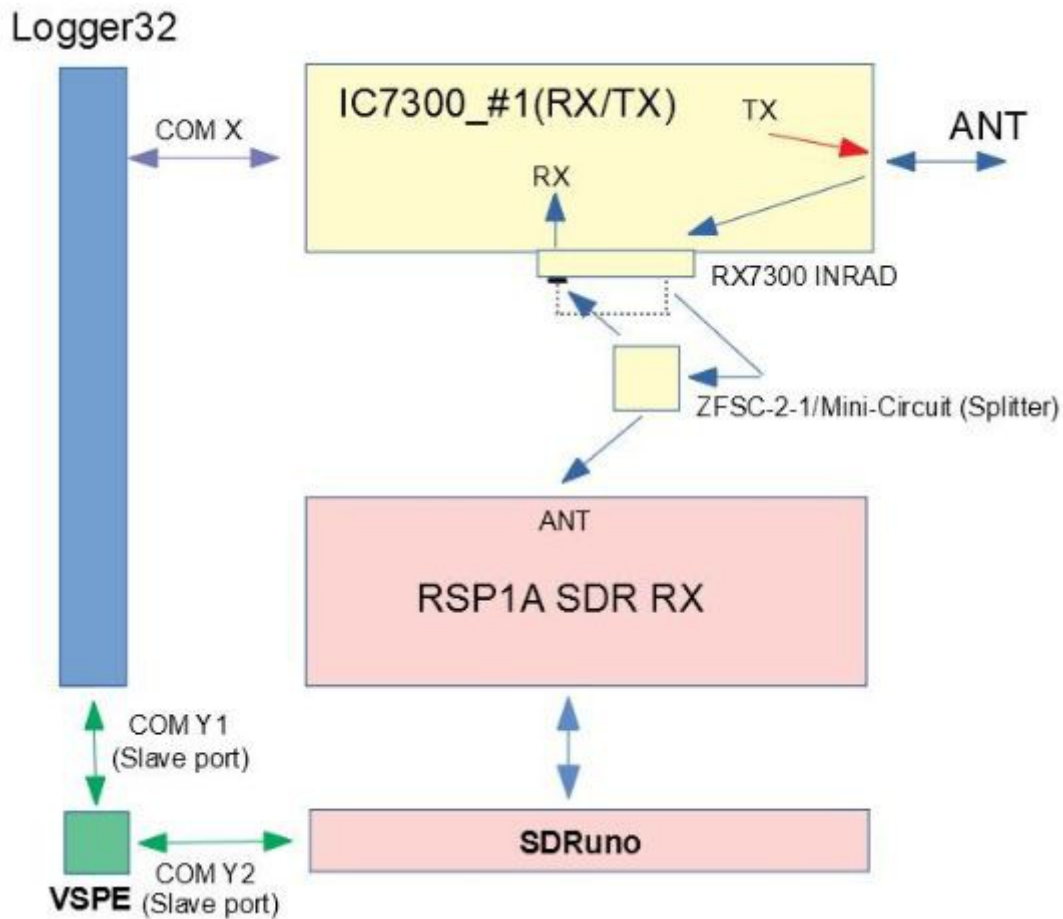 Logger32
IC7300_#1(RX/TX)
TX
ANT
COM X
RX
RX7300 INRAD
ZFSC-2-1/Mini-Circuit (Splitter)
ANT
RSP1A SDR RX
COM Y1
(Slave port)
SDRuno
COM Y2
VSPE
(Slave port)